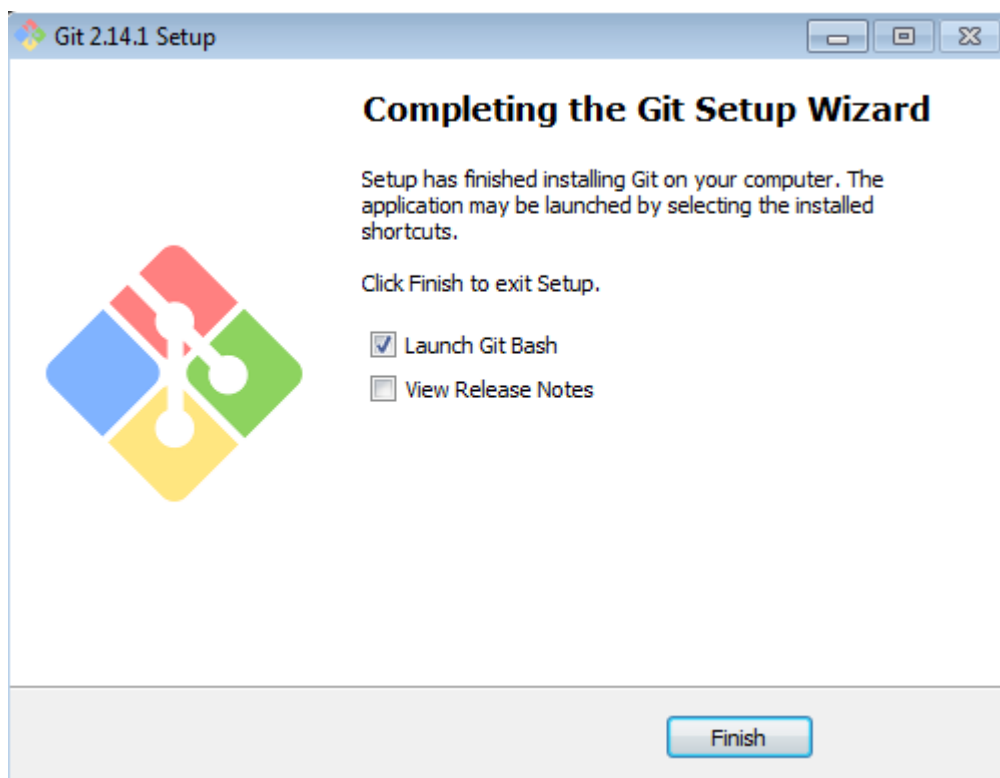 Git 2.14.1 Setup
Completing the Git Setup Wizard
Setup has finished installing Git on your computer. The
application may be launched by selecting the installed
shortcuts.
Click Finish to exit Setup.
Launch Git Bash
View Release Notes
Finish